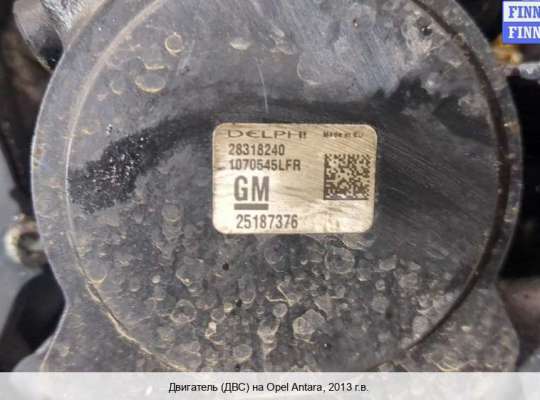 FINN
FINN
DELPHI
28318240
1070545LFR
GM
25187376
Двигатель (ДВС) на Opel Antara, 2013 г.в.